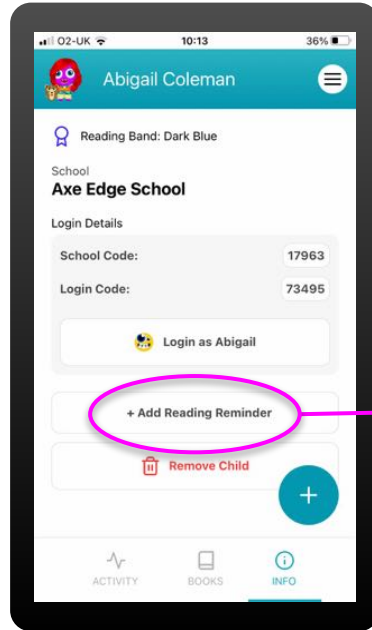 O2-UK 10:13 36%
Abigail Coleman
Reading Band: Dark Blue
School
Axe Edge School
Login Details
School Code: 17963
Login Code: 73495
Login as Abigail
+ Add Reading Reminder
Remove Child
+
ACTIVITY BOOKS INFO